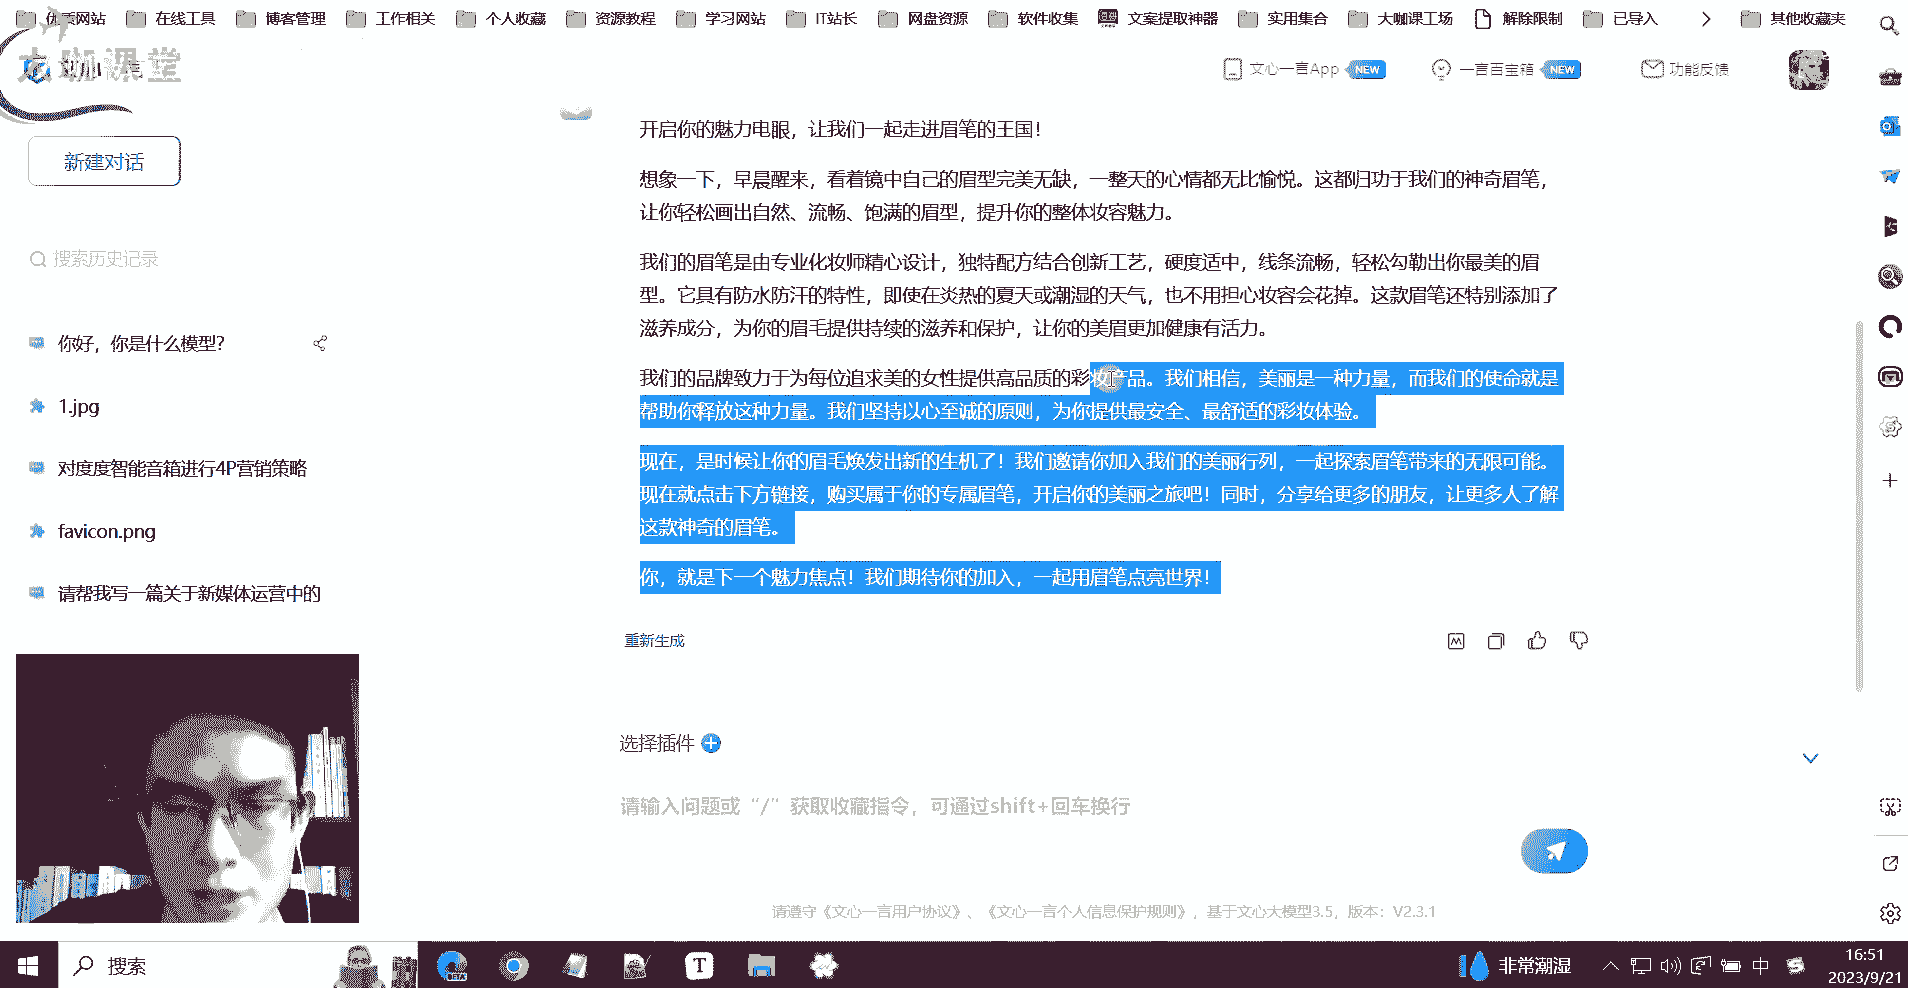 优秀网站 在线工具 博客管理 工作相关 个人收藏 资源教程 学习网站 IT站长 网盘资源 软件收集 文案提取神器 实用集合 大咖课工场 解除限制 已导入 其他收藏夹
大咖课堂
文心一言App NEW 一言百宝箱 NEW 功能反馈
新建对话
搜索历史记录
你好，你是什么模型？
1.jpg
对度度智能音箱进行4P营销策略
favicon.png
请帮我写一篇关于新媒体运营中的
开启你的魅力电眼，让我们一起走进眉笔的王国！
想象一下，早晨醒来，看着镜中自己的眉型完美无缺，一整天的心情都无比愉悦。这都归功于我们的神奇眉笔，
让你轻松画出自然、流畅、饱满的眉型，提升你的整体妆容魅力。
我们的眉笔是由专业化妆师精心设计，独特配方结合创新工艺，硬度适中，线条流畅，轻松勾勒出你最美的眉
型。它具有防水防汗的特性，即使在炎热的夏天或潮湿的天气，也不用担心妆容会花掉。这款眉笔还特别添加了
滋养成分，为你的眉毛提供持续的滋养和保护，让你的美眉更加健康有活力。
我们的品牌致力于为每位追求美的女性提供高品质的彩妆产品。我们相信，美丽是一种力量，而我们的使命就是
帮助你释放这种力量。我们坚持以心至诚的原则，为你提供最安全、最舒适的彩妆体验。
现在，是时候让你的眉毛焕发出新的生机了！我们邀请你加入我们的美丽行列，一起探索眉笔带来的无限可能。
现在就点击下方链接，购买属于你的专属眉笔，开启你的美丽之旅吧！同时，分享给更多的朋友，让更多人了解
这款神奇的眉笔。
你，就是下一个魅力焦点！我们期待你的加入，一起用眉笔点亮世界！
重新生成
选择插件
请输入问题或“/”获取收藏指令，可通过shift+回车换行
请遵守《文心一言用户协议》、《文心一言个人信息保护规则》，基于文心大模型3.5，版本：V2.3.1
搜索 BETA T 非常潮湿 中 16:51
2023/9/21